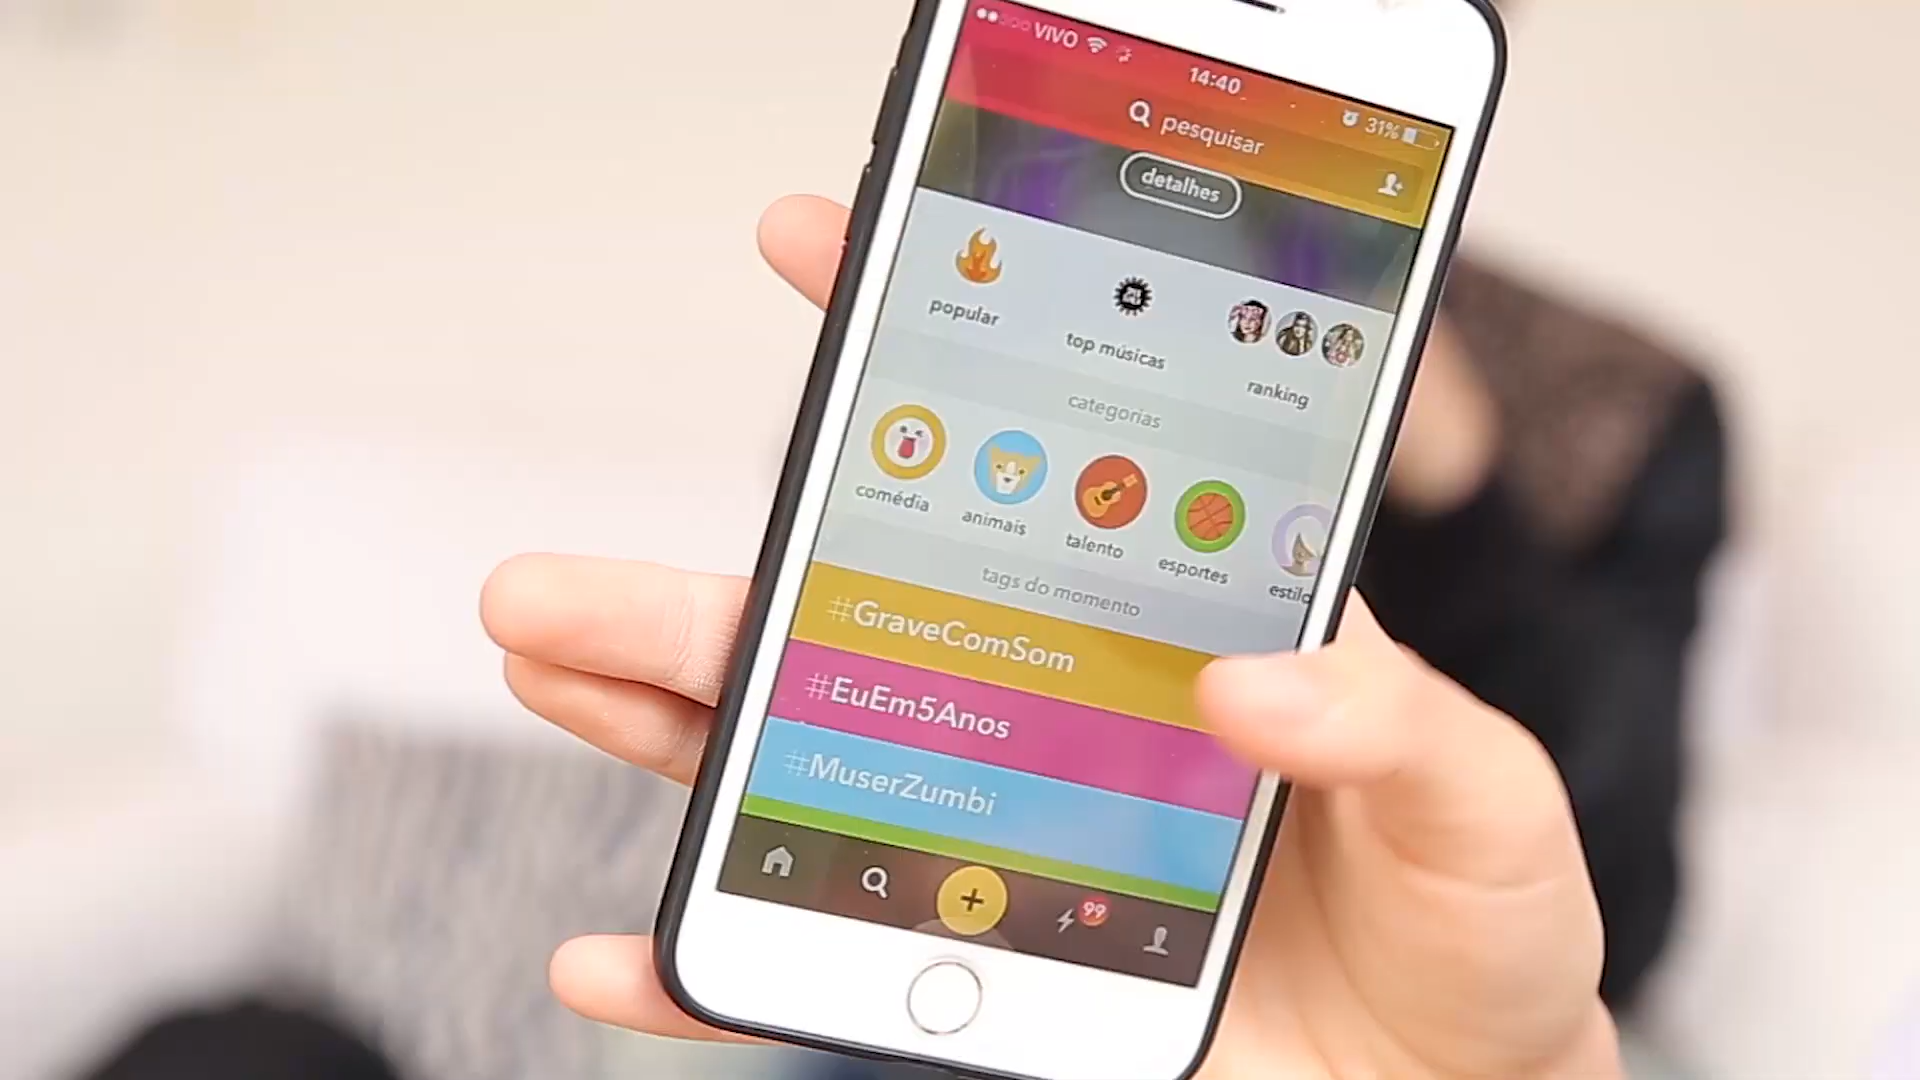 VIVO
14:40
31%
pesquisar
detalhes
popular
top músicas
ranking
categorias
comédia
animais
talento
esportes
estilo
tags do momento
#GraveComSom
#EuEm5Anos
#MuserZumbi
99